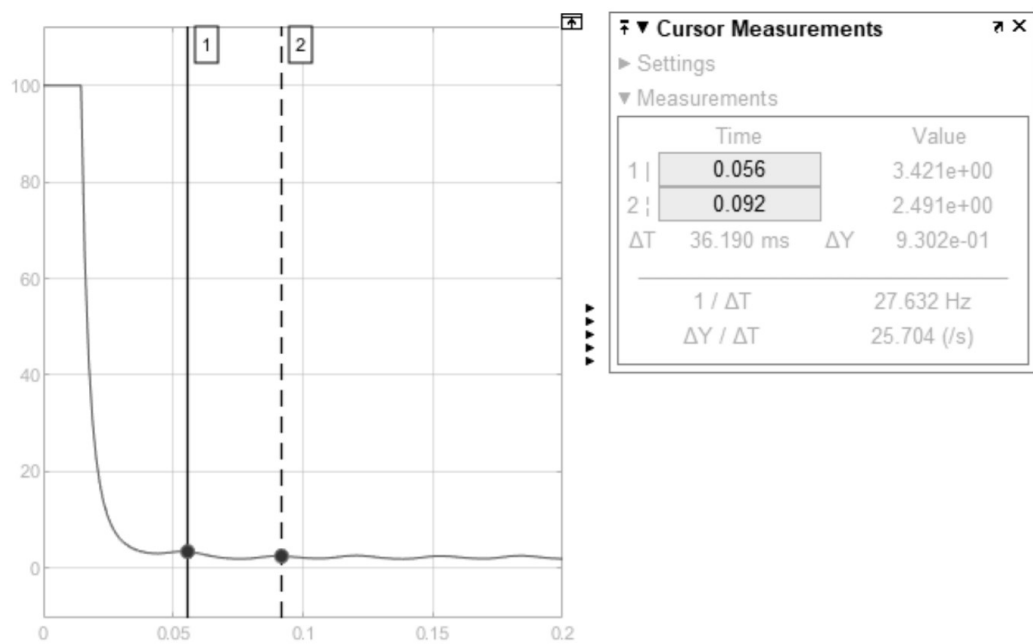 1
2
100
80
60
40
20
0
0
0.05
0.1
0.15
0.2
Cursor Measurements
Settings
Measurements
Time Value
1 | 0.056 3.421e+00
2 ¦ 0.092 2.491e+00
ΔT 36.190 ms ΔY 9.302e-01
1 / ΔT 27.632 Hz
ΔY / ΔT 25.704 (/s)